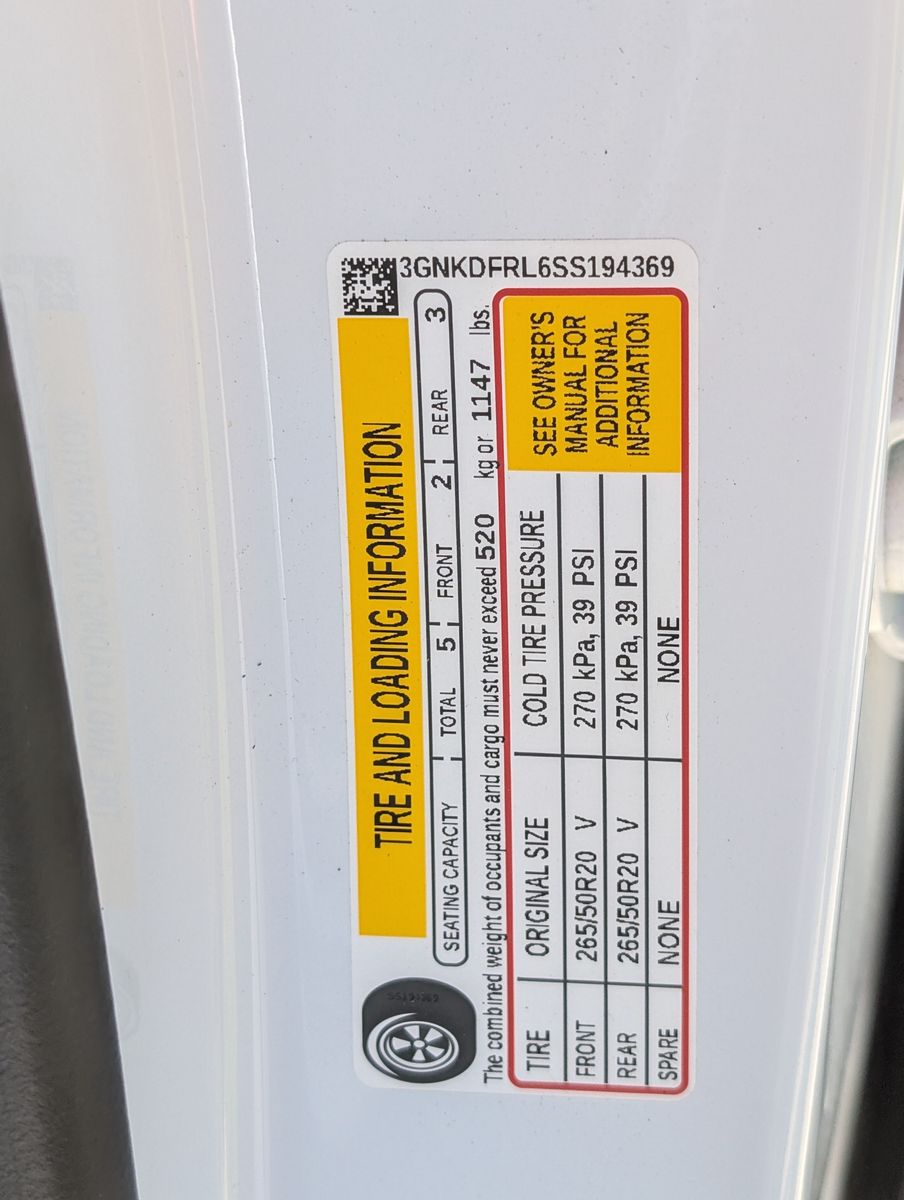 3GNKDFRL6SS194369
TIRE AND LOADING INFORMATION
SEATING CAPACITY TOTAL 5 FRONT 2 REAR 3
The combined weight of occupants and cargo must never exceed 520 kg or 1147 lbs.
TIRE ORIGINAL SIZE COLD TIRE PRESSURE
FRONT 265/50R20 V 270 kPa, 39 PSI
REAR 265/50R20 V 270 kPa, 39 PSI
SPARE NONE NONE
SEE OWNER'S
MANUAL FOR
ADDITIONAL
INFORMATION